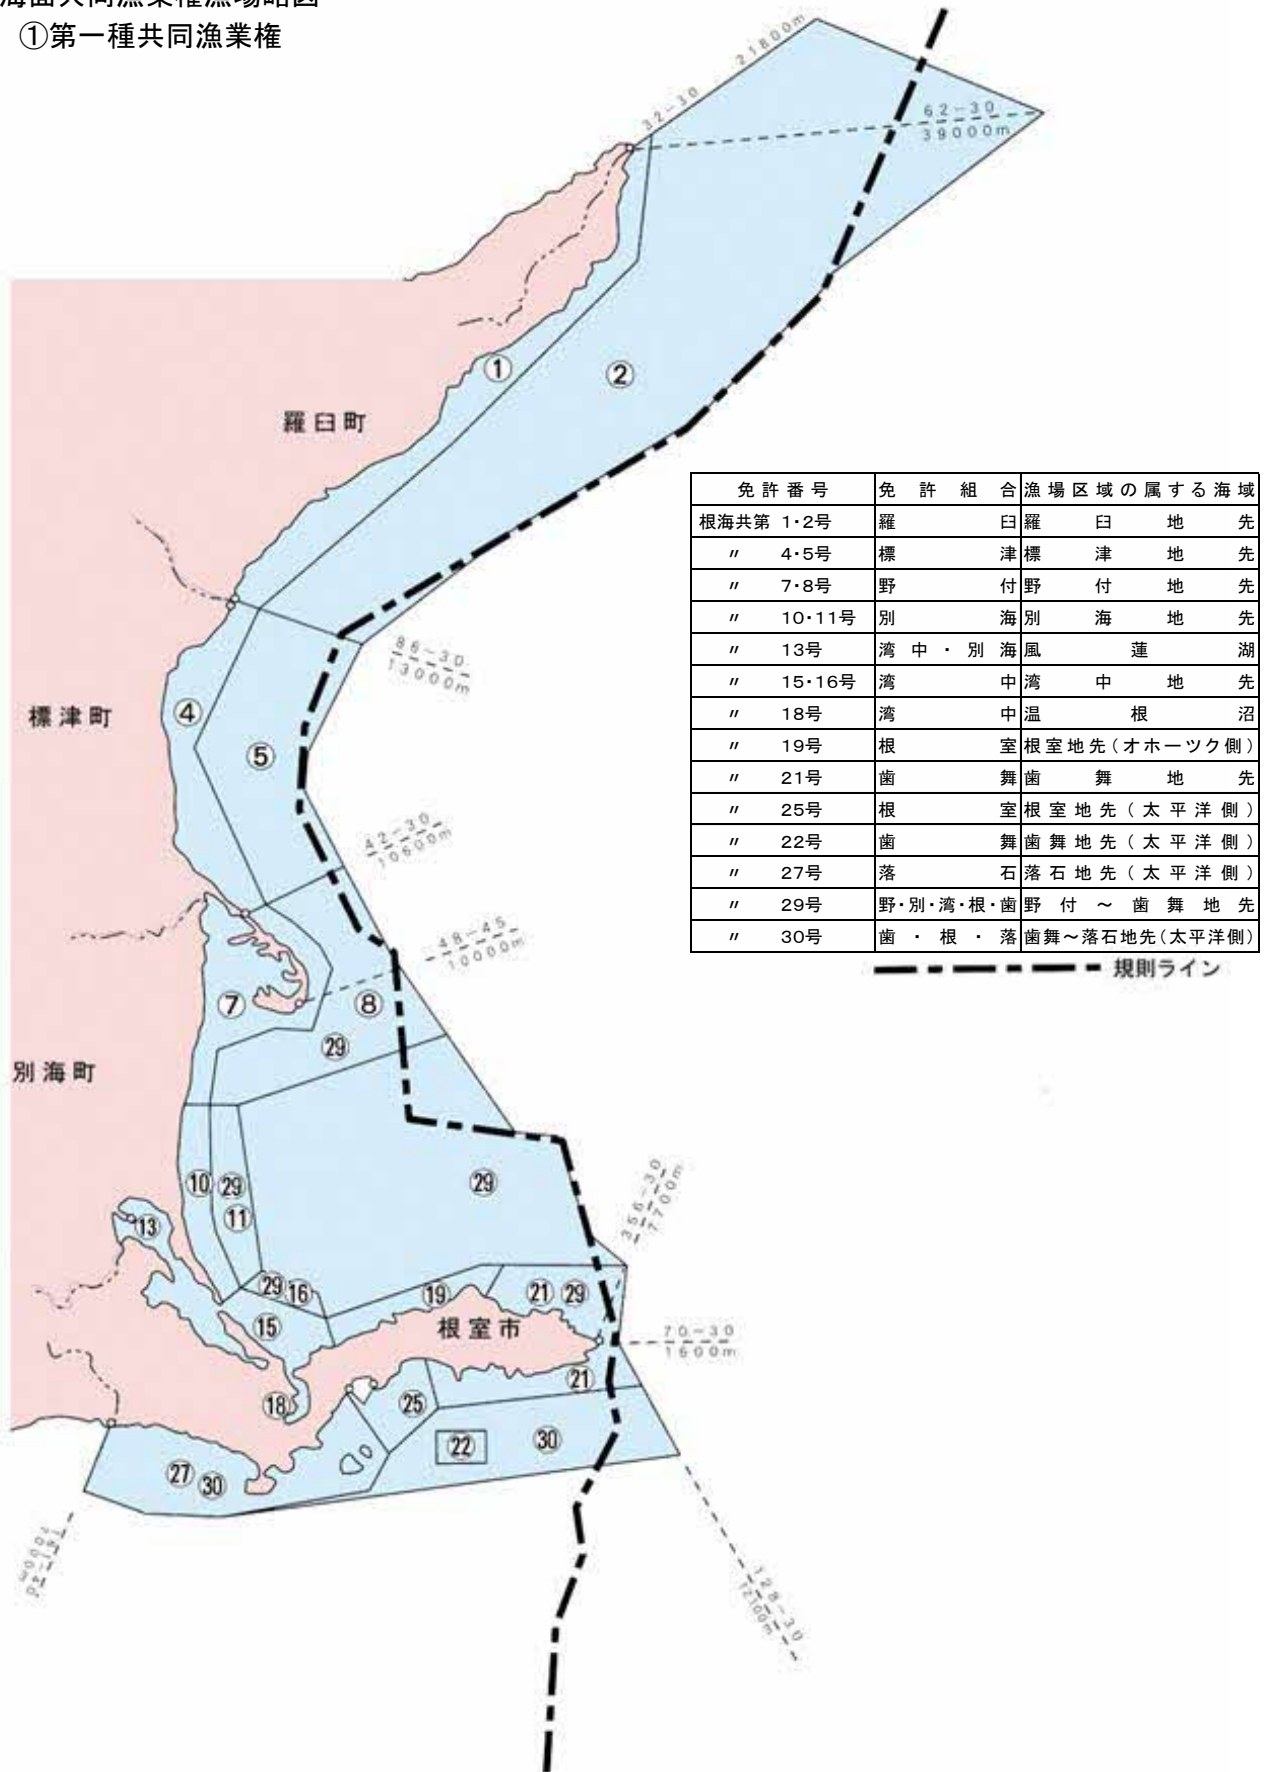 海面共同漁業権漁場略図
①第一種共同漁業権
32-30 21800m
62-30
39000m
①
②
羅臼町
免許番号 免許組合 漁場区域の属する海域
根海共第 1・2号 羅臼 羅臼地先
〃 4・5号 標津 標津地先
〃 7・8号 野付 野付地先
〃 10・11号 別海 別海地先
〃 13号 湾中・別海 風蓮湖
〃 15・16号 湾中 湾中地先
〃 18号 湾中 温根沼
〃 19号 根室 根室地先(オホーツク側)
〃 21号 歯舞 歯舞地先
〃 25号 根室 根室地先(太平洋側)
〃 22号 歯舞 歯舞地先(太平洋側)
〃 27号 落石 落石地先(太平洋側)
〃 29号 野・別・湾・根・歯 野付~歯舞地先
〃 30号 歯・根・落 歯舞~落石地先(太平洋側)
規則ライン
86-30
13000m
標津町
④
⑤
42-30
10600m
48-45
10000m
⑦
⑧
㉙
別海町
⑩ ㉙
⑪
㉙
356-30
7700m
⑬
㉙ ⑯
⑲
㉑ ㉙
⑮
根室市
70-30
1600m
⑱
㉕
㉑
㉒
㉚
㉗ ㉚
7000m
128-30
12100m